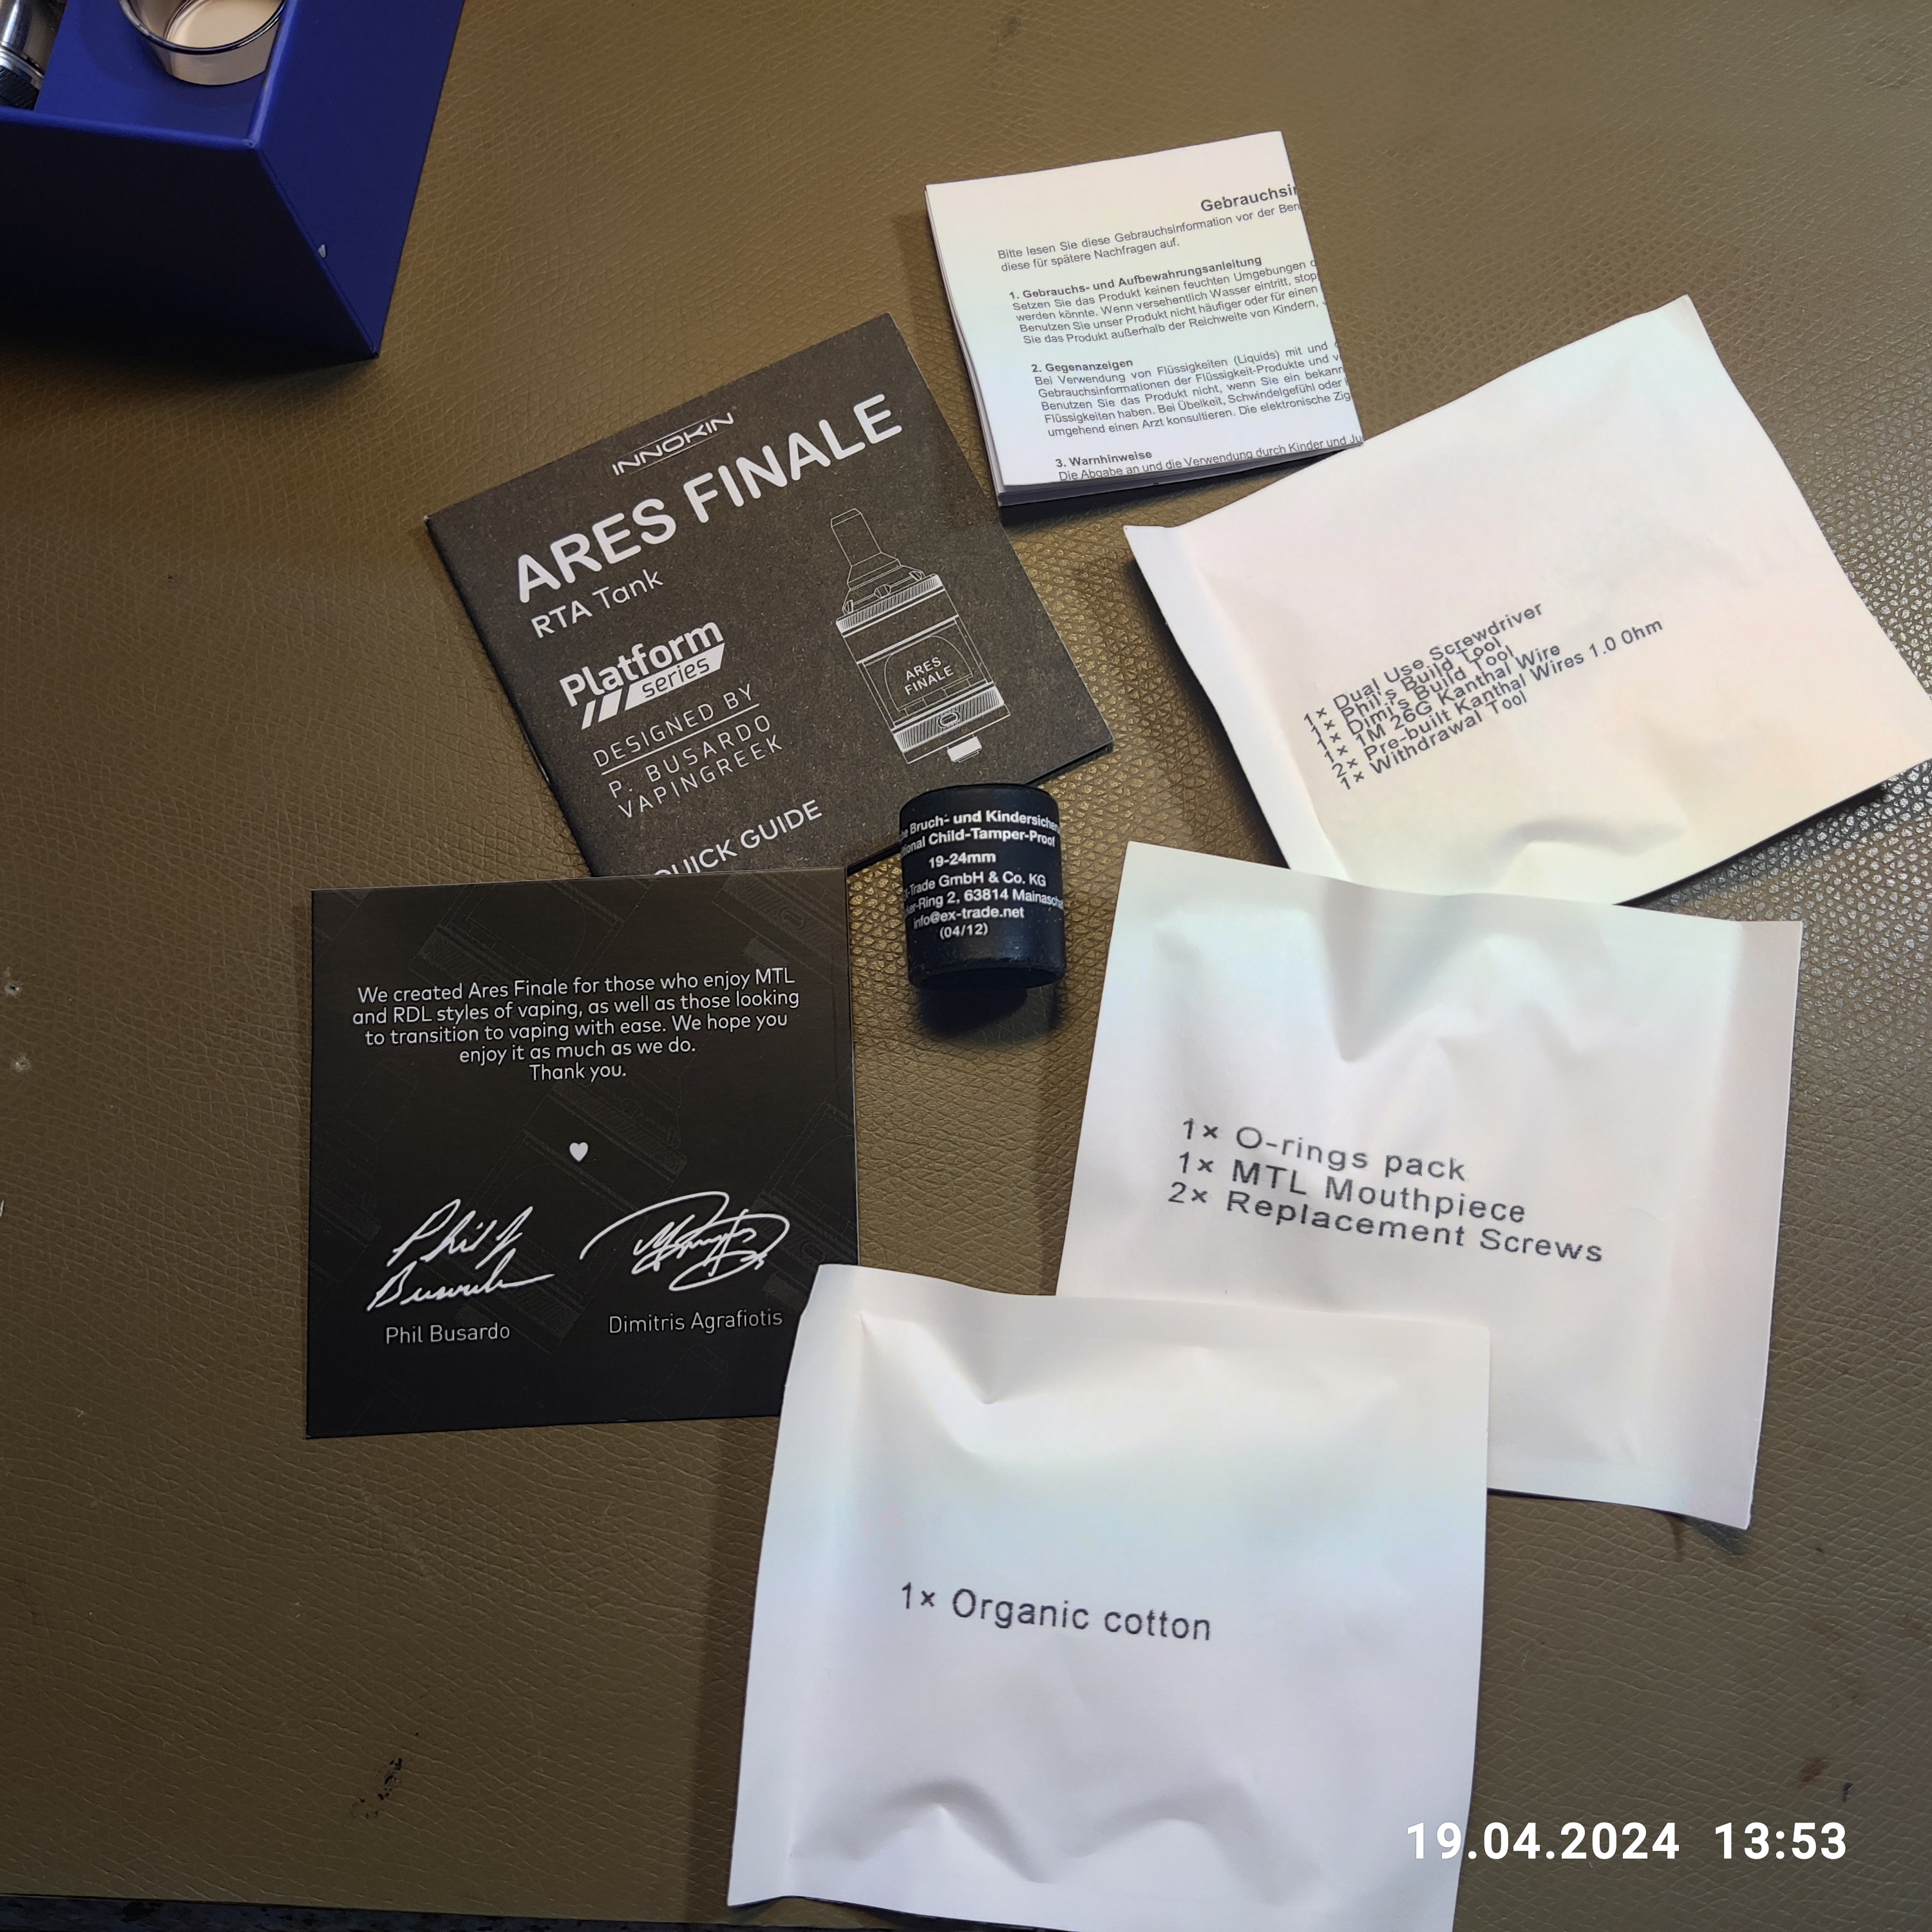 Gebrauchsin
Bitte lesen Sie diese Gebrauchsinformation vor der Ben
diese für spätere Nachfragen auf.
1. Gebrauchs- und Aufbewahrungsanleitung
Setzen Sie das Produkt keinen feuchten Umgebungen
werden könnte. Wenn versehentlich Wasser eintritt, stop
Benutzen Sie unser Produkt nicht häufiger oder für einen
Sie das Produkt außerhalb der Reichweite von Kindern,
2. Gegenanzeigen
Bei Verwendung von Flüssigkeiten (Liquids) mit und
Gebrauchsinformationen der Flüssigkeit-Produkte und
Benutzen Sie das Produkt nicht, wenn Sie ein bekann
Flüssigkeiten haben. Bei Übelkeit, Schwindelgefühl oder
umgehend einen Arzt konsultieren. Die elektronische Zig
3. Warnhinweise
Die Abgabe an und die Verwendung durch Kinder und Ju
INNOKIN
ARES FINALE
RTA Tank
Platform
series
DESIGNED BY
P. BUSARDO
VAPINGREEK
QUICK GUIDE
ARES
FINALE
1× Dual Use Screwdriver
1× Phil's Build Tool
1× Dimi's Build Tool
1× 1M 26G Kanthal Wire
2× Pre-built Kanthal Wires 1.0 Ohm
1× Withdrawal Tool
Bruch- und Kindersicher
tional Child-Tamper-Proof
19-24mm
-Trade GmbH & Co. KG
-Ring 2, 63814 Mainasch
info@ex-trade.net
(04/12)
We created Ares Finale for those who enjoy MTL
and RDL styles of vaping, as well as those looking
to transition to vaping with ease. We hope you
enjoy it as much as we do.
Thank you.
Phil Busardo
Dimitris Agrafiotis
1× O-rings pack
1× MTL Mouthpiece
2× Replacement Screws
1× Organic cotton
19.04.2024 13:53